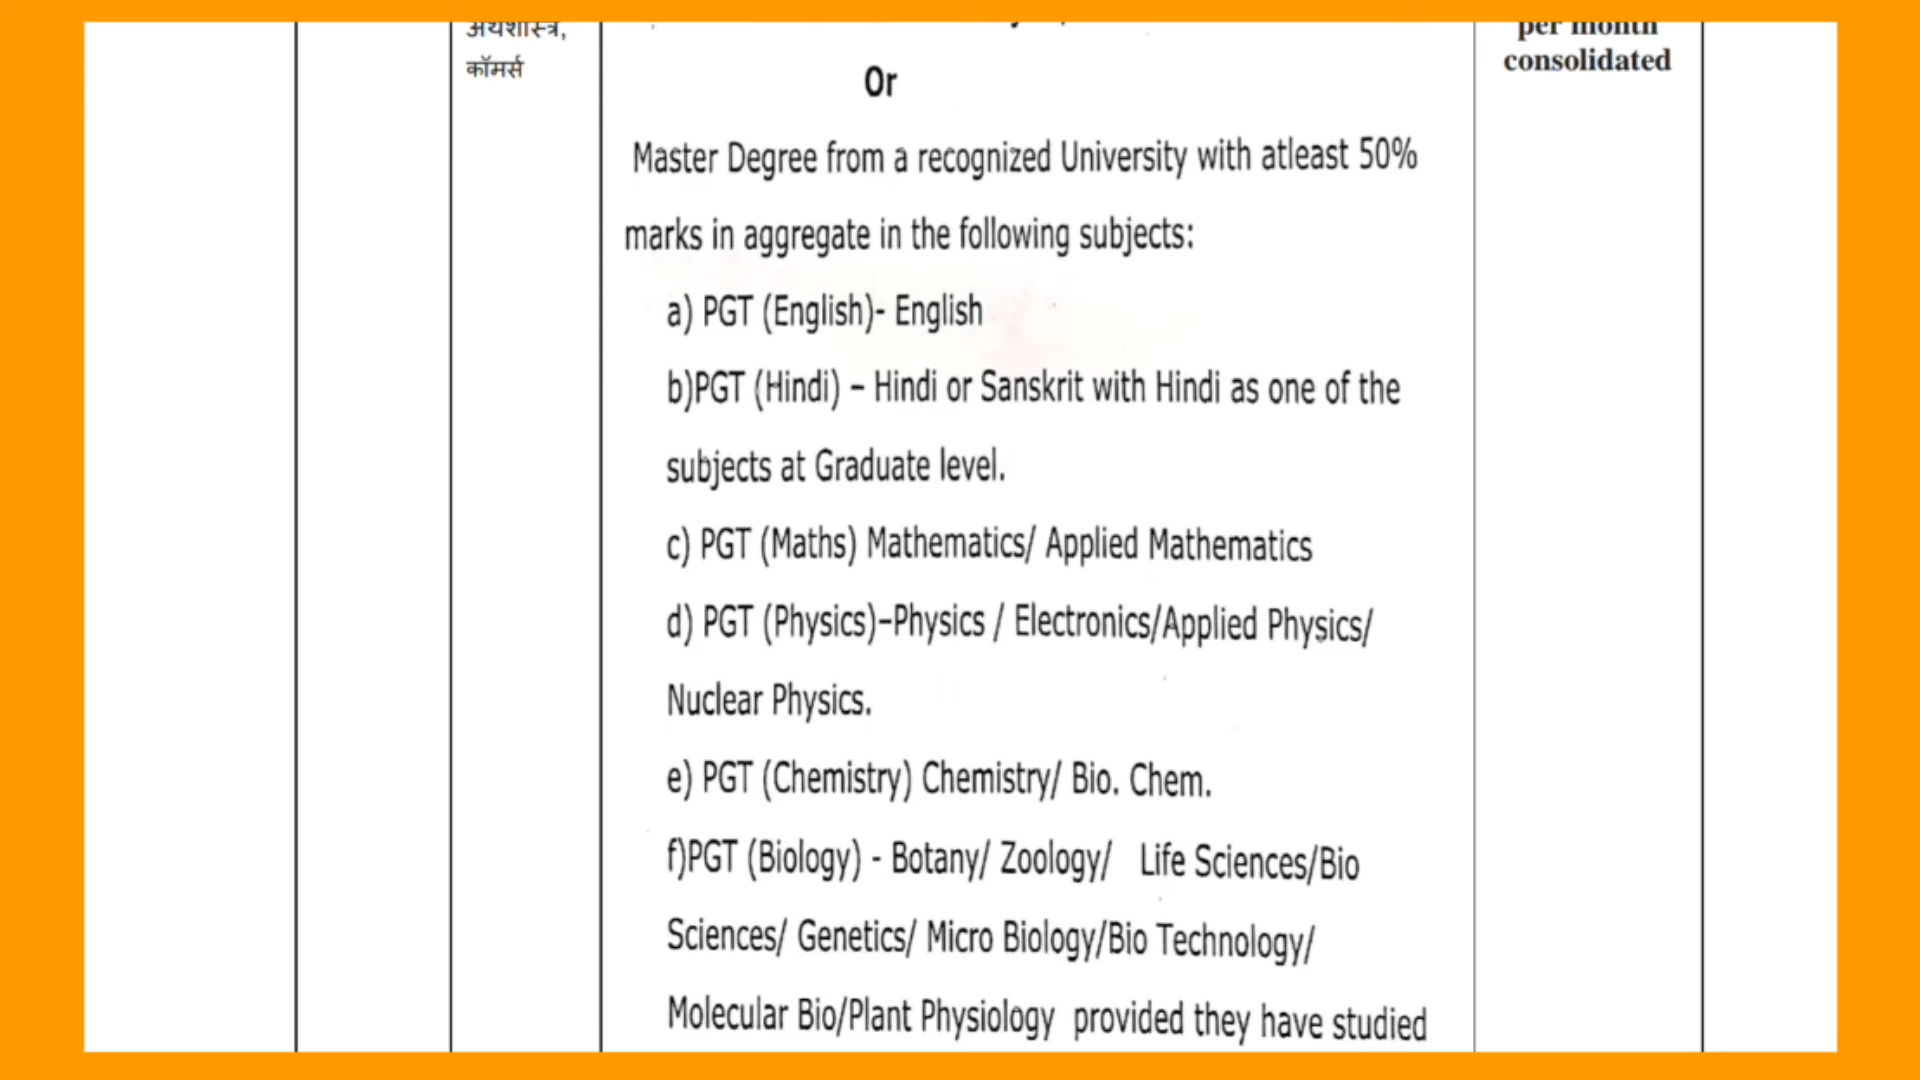 अर्थशास्त्र,
कॉमर्स
Or
Master Degree from a recognized University with atleast 50%
marks in aggregate in the following subjects:
a) PGT (English)- English
b)PGT (Hindi) – Hindi or Sanskrit with Hindi as one of the
subjects at Graduate level.
c) PGT (Maths) Mathematics/ Applied Mathematics
d) PGT (Physics)–Physics / Electronics/Applied Physics/
Nuclear Physics.
e) PGT (Chemistry) Chemistry/ Bio. Chem.
f)PGT (Biology) - Botany/ Zoology/ Life Sciences/Bio
Sciences/ Genetics/ Micro Biology/Bio Technology/
Molecular Bio/Plant Physiology provided they have studied
per month
consolidated